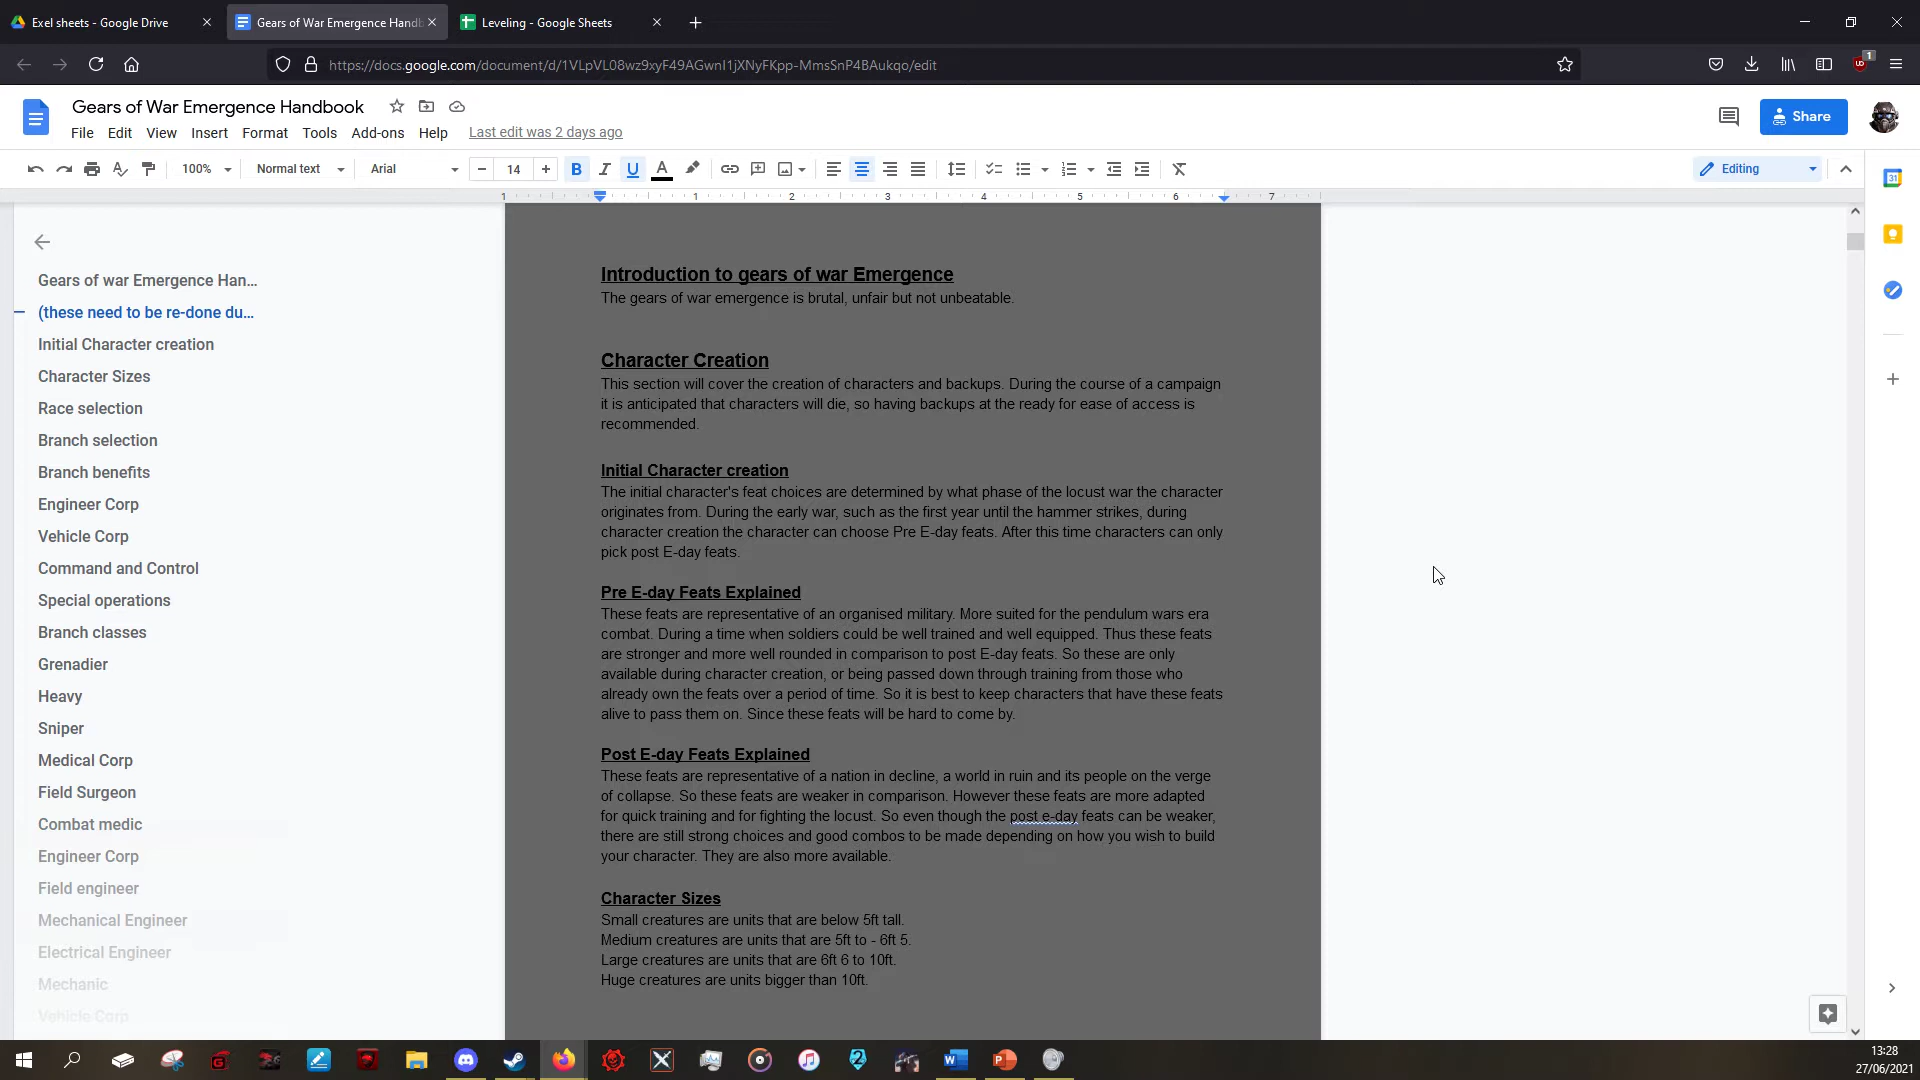 Exel sheets - Google Drive
Gears of War Emergence Handb
Leveling - Google Sheets
https://docs.google.com/document/d/1VLpVL08wz9xyF49AGwnI1jXNyFKpp-MmsSnP4BAukqo/edit
1
Gears of War Emergence Handbook
File Edit View Insert Format Tools Add-ons Help Last edit was 2 days ago
Share
100% Normal text Arial 14 B I U A Editing
1 1 2 3 4 5 6 7
31
Gears of war Emergence Han...
(these need to be re-done du...
Initial Character creation
Character Sizes
Race selection
Branch selection
Branch benefits
Engineer Corp
Vehicle Corp
Command and Control
Special operations
Branch classes
Grenadier
Heavy
Sniper
Medical Corp
Field Surgeon
Combat medic
Engineer Corp
Field engineer
Mechanical Engineer
Electrical Engineer
Mechanic
Vehicle Corp
Introduction to gears of war Emergence
The gears of war emergence is brutal, unfair but not unbeatable.
Character Creation
This section will cover the creation of characters and backups. During the course of a campaign
it is anticipated that characters will die, so having backups at the ready for ease of access is
recommended.
Initial Character creation
The initial character's feat choices are determined by what phase of the locust war the character
originates from. During the early war, such as the first year until the hammer strikes, during
character creation the character can choose Pre E-day feats. After this time characters can only
pick post E-day feats.
Pre E-day Feats Explained
These feats are representative of an organised military. More suited for the pendulum wars era
combat. During a time when soldiers could be well trained and well equipped. Thus these feats
are stronger and more well rounded in comparison to post E-day feats. So these are only
available during character creation, or being passed down through training from those who
already own the feats over a period of time. So it is best to keep characters that have these feats
alive to pass them on. Since these feats will be hard to come by.
Post E-day Feats Explained
These feats are representative of a nation in decline, a world in ruin and its people on the verge
of collapse. So these feats are weaker in comparison. However these feats are more adapted
for quick training and for fighting the locust. So even though the post e-day feats can be weaker,
there are still strong choices and good combos to be made depending on how you wish to build
your character. They are also more available.
Character Sizes
Small creatures are units that are below 5ft tall.
Medium creatures are units that are 5ft to - 6ft 5.
Large creatures are units that are 6ft 6 to 10ft.
Huge creatures are units bigger than 10ft.
13:28
27/06/2021